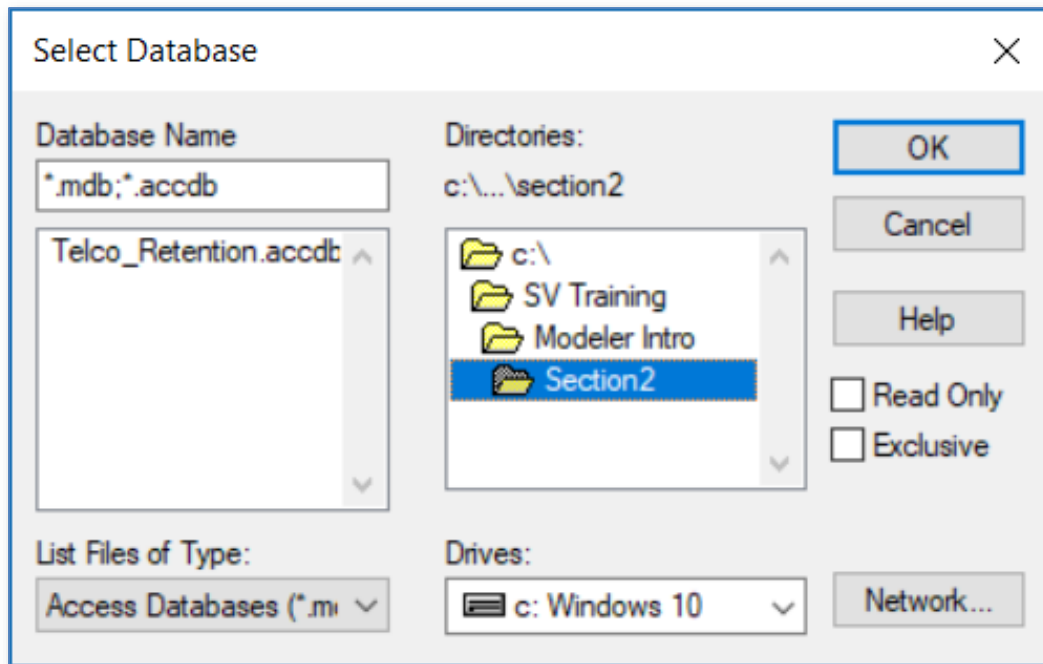 Select Database
Database Name
*.mdb;*.accdb
Telco_Retention.accdb
List Files of Type:
Access Databases (*.m
Directories:
c:\...\section2
c:\
SV Training
Modeler Intro
Section2
Drives:
c: Windows 10
OK
Cancel
Help
Read Only
Exclusive
Network...